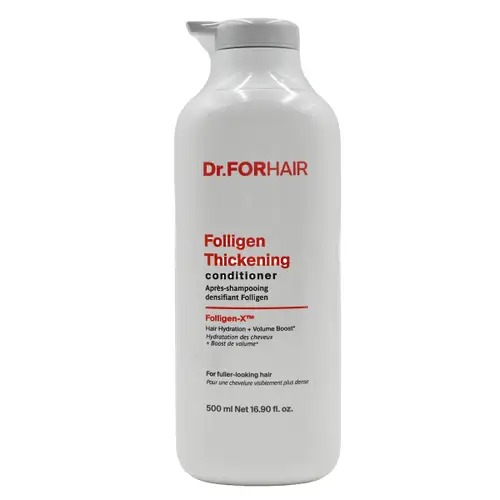 Dr.FORHAIR
Folligen
Thickening
conditioner
Après-shampooing
densifiant Folligen
Folligen-X™
Hair Hydration + Volume Boost*
Hydratation des cheveux
+ Boost de volume*
For fuller-looking hair
Pour une chevelure visiblement plus dense
500 ml Net 16.90 fl. oz.